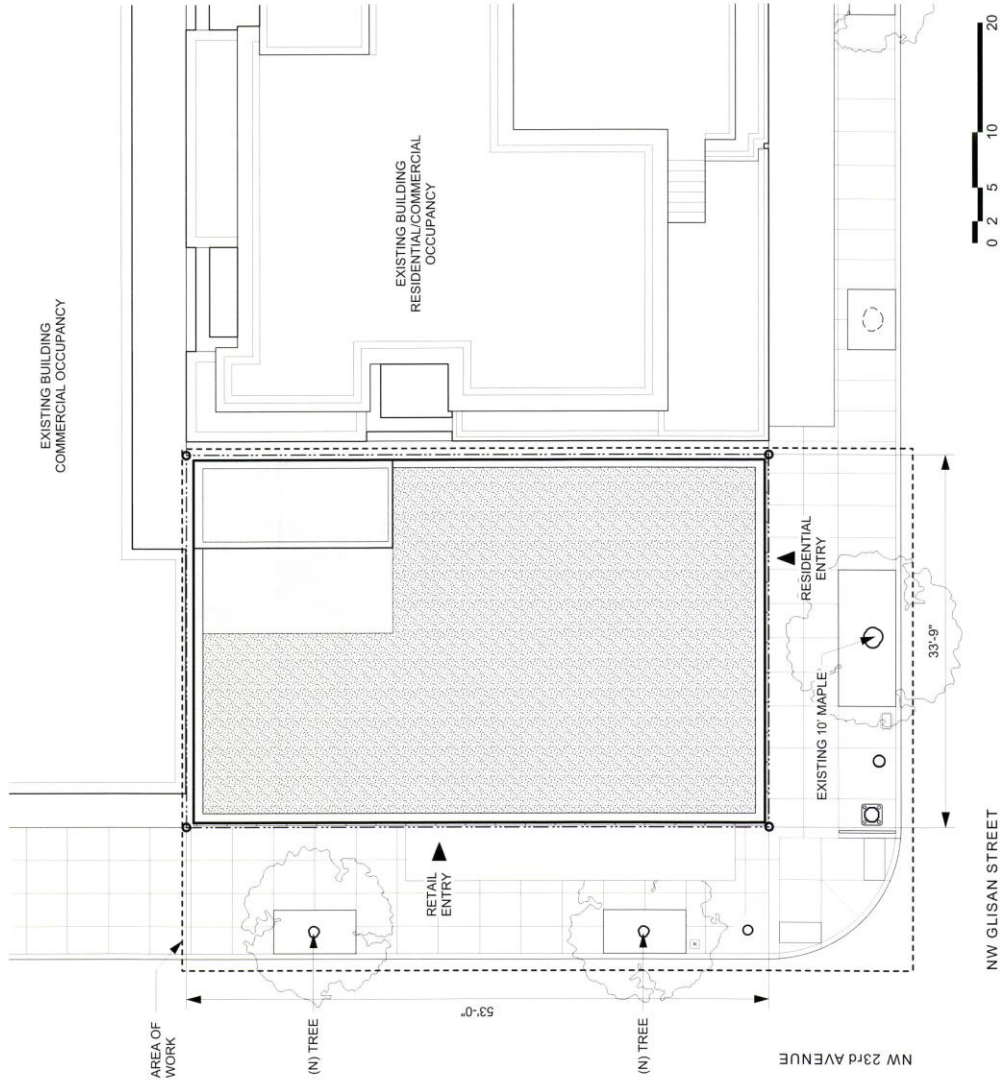 EXISTING BUILDING
COMMERCIAL OCCUPANCY
EXISTING BUILDING
RESIDENTIAL/COMMERCIAL
OCCUPANCY
AREA OF
WORK
(N) TREE
(N) TREE
RETAIL
ENTRY
RESIDENTIAL
ENTRY
EXISTING 10' MAPLE
53'-0"
33'-9"
NW 23rd AVENUE
NW GLISAN STREET
0 2 5 10 20